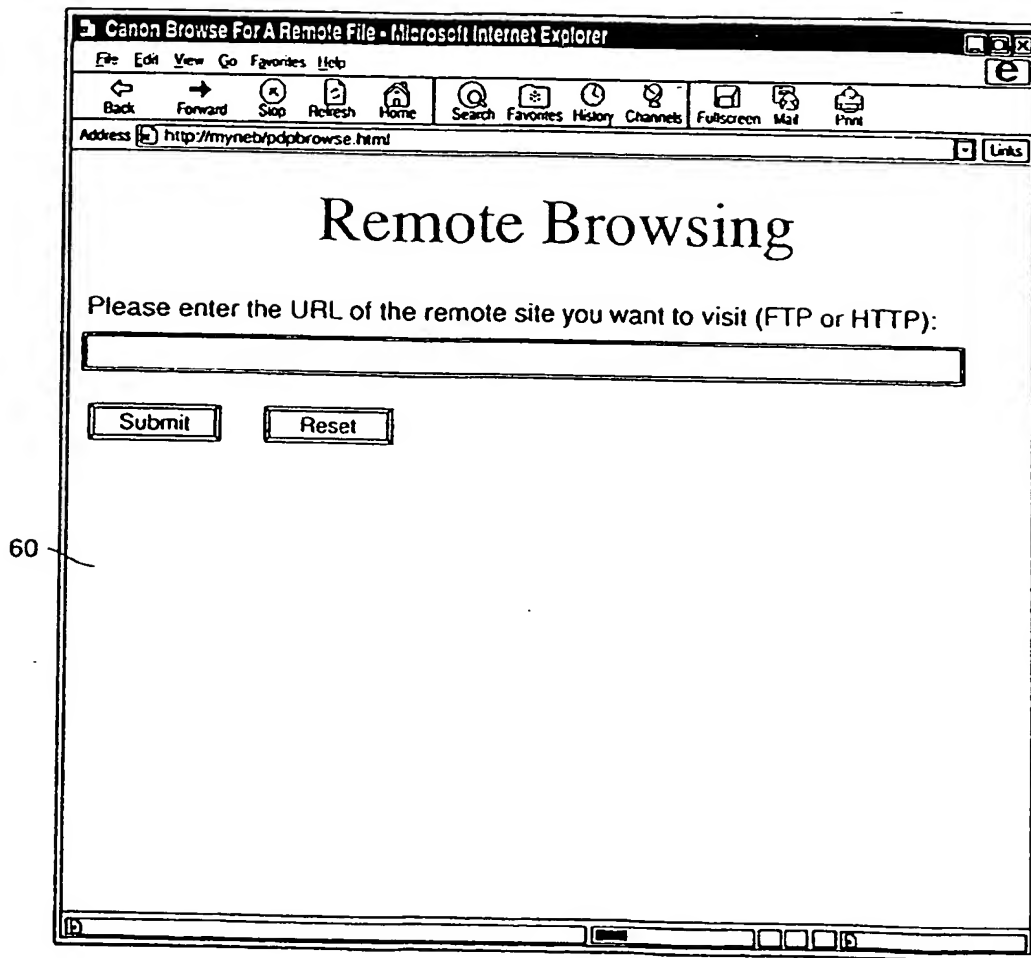 Canon Browse For A Remote File - Microsoft Internet Explorer
File Edit View Go Favorites Help
e
Back Forward Stop Refresh Home Search Favorites History Channels Fullscreen Mail Print
Address http://myneb/pdpbrowse.html Links
Remote Browsing
Please enter the URL of the remote site you want to visit (FTP or HTTP):
Submit Reset
60